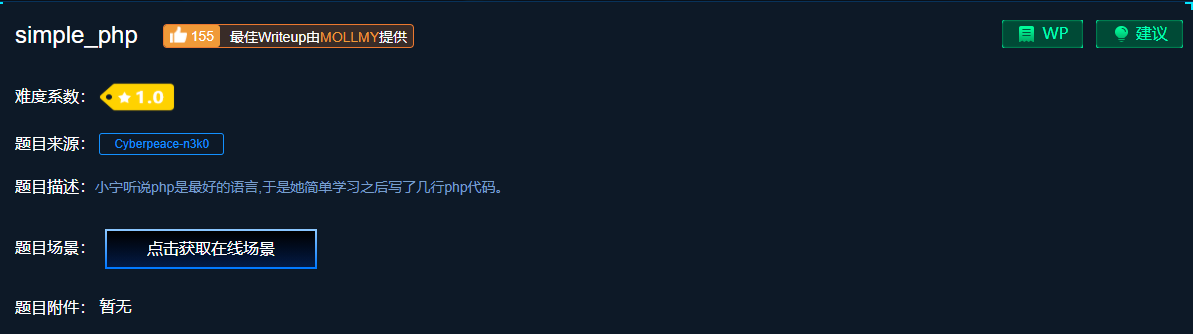 simple_php 155 最佳Writeup由MOLLMY提供 WP 建议
难度系数： 1.0
题目来源： Cyberpeace-n3k0
题目描述：小宁听说php是最好的语言,于是她简单学习之后写了几行php代码。
题目场景： 点击获取在线场景
题目附件： 暂无